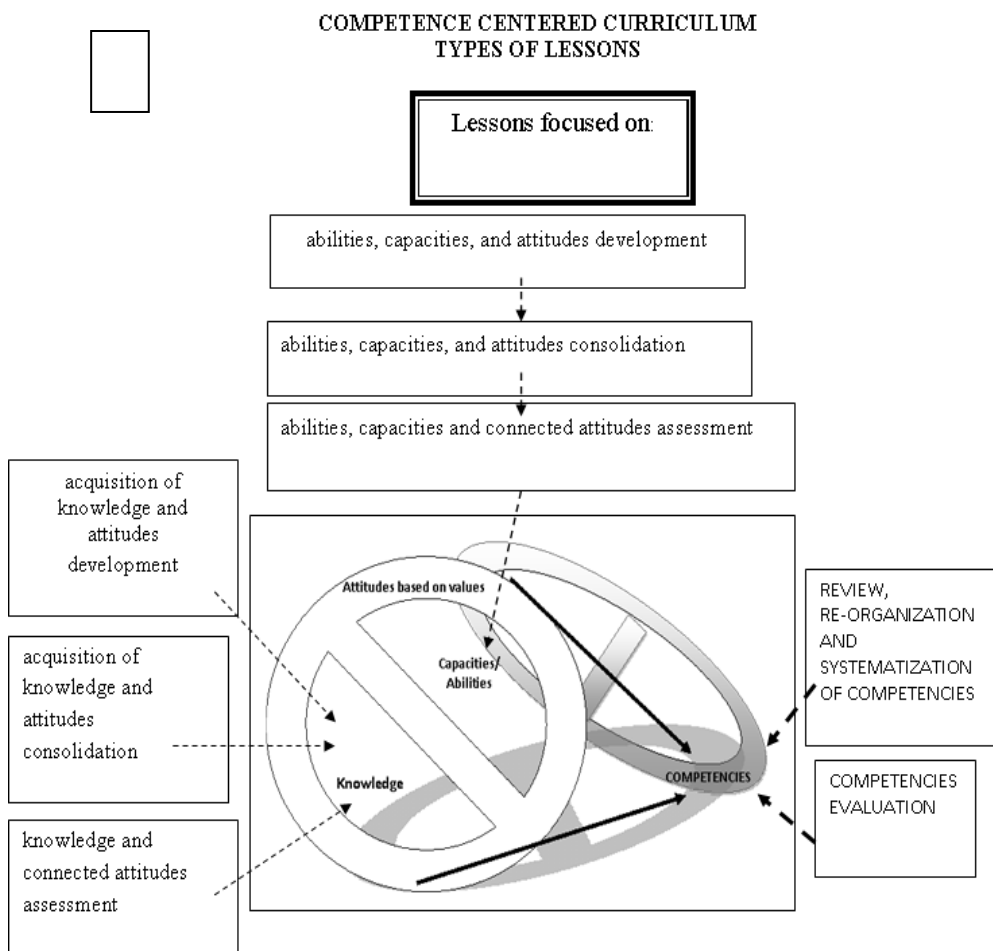 COMPETENCE CENTERED CURRICULUM
TYPES OF LESSONS
Lessons focused on:
abilities, capacities, and attitudes development
abilities, capacities, and attitudes consolidation
abilities, capacities and connected attitudes assessment
acquisition of
knowledge and
attitudes
development
acquisition of
knowledge and
attitudes
consolidation
knowledge and
connected attitudes
assessment
Attitudes based on values
Capacities/
Abilities
Knowledge
COMPETENCIES
REVIEW,
RE-ORGANIZATION
AND
SYSTEMATIZATION
OF COMPETENCIES
COMPETENCIES
EVALUATION